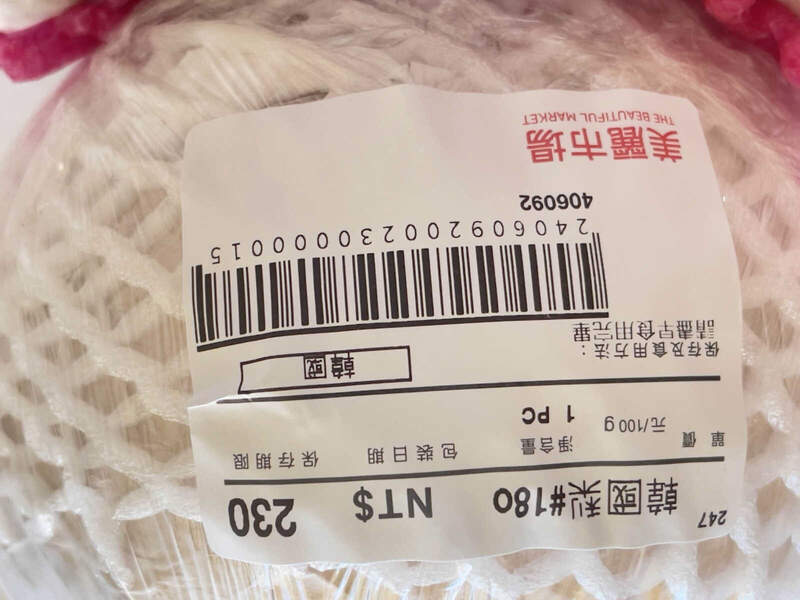 247
韓國梨#180 NT$ 230
單價 淨含量 包裝日期 保存期限
元/100g 1 PC
韓國
保存及食用方法：
請盡早食用完畢
240609200230000015
406092
美麗市場
THE BEAUTIFUL MARKET